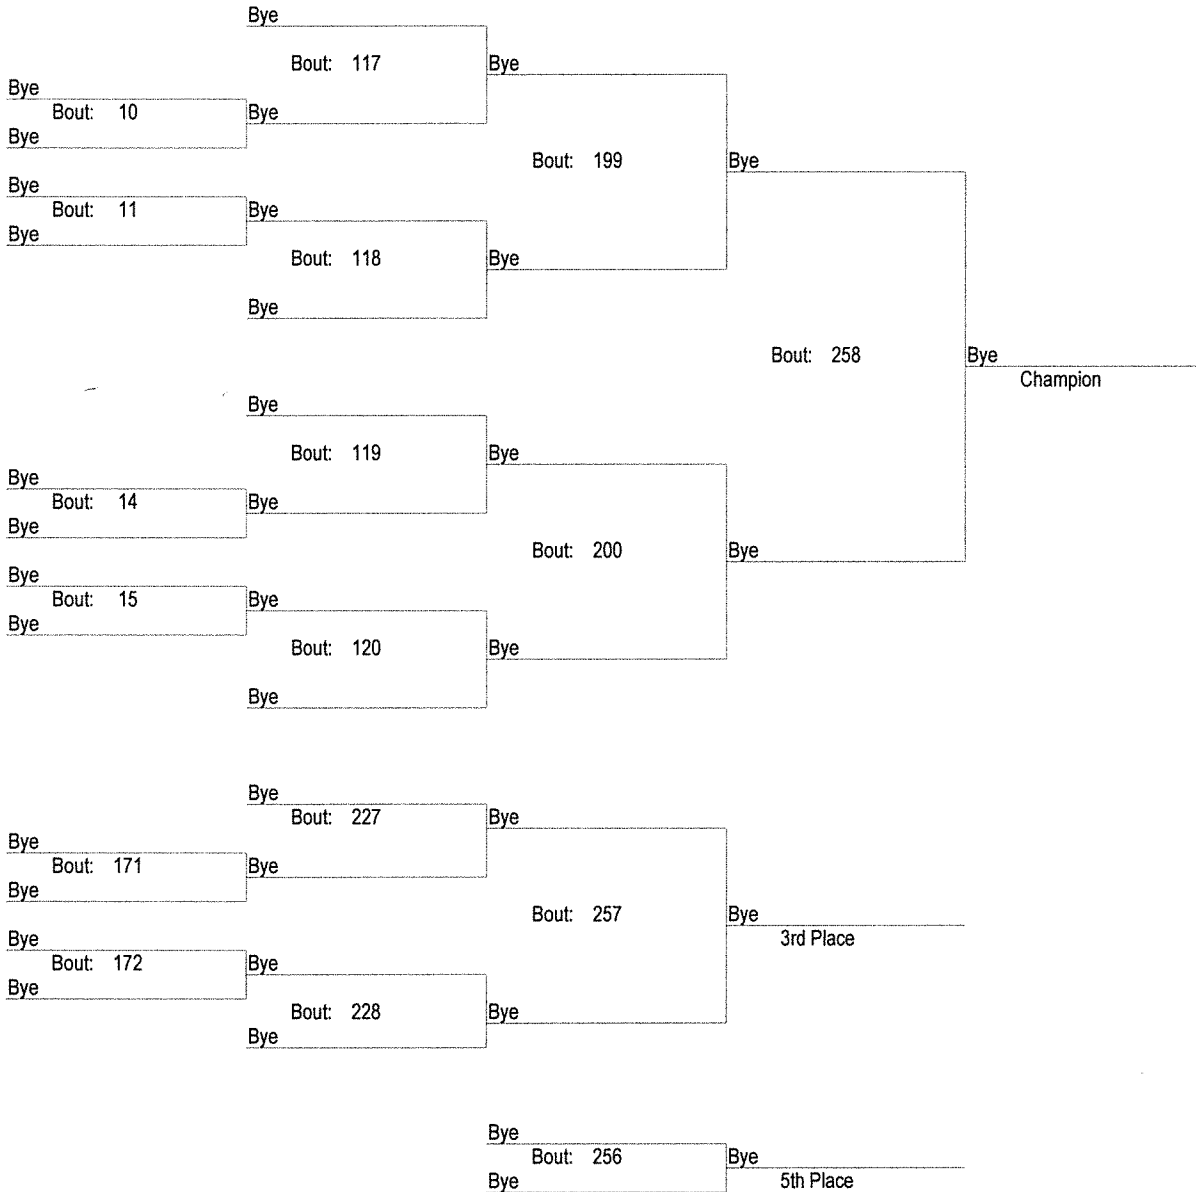 Bye
Bout: 117 Bye
Bye
Bout: 10 Bye
Bye
Bout: 199 Bye
Bye
Bout: 11 Bye
Bye
Bout: 118 Bye
Bye
Bout: 258 Bye
Champion
Bye
Bout: 119 Bye
Bye
Bout: 14 Bye
Bye
Bout: 200 Bye
Bye
Bout: 15 Bye
Bye
Bout: 120 Bye
Bye
Bye
Bout: 227 Bye
Bye
Bout: 171 Bye
Bye
Bout: 257 Bye
3rd Place
Bye
Bout: 172 Bye
Bye
Bout: 228 Bye
Bye
Bye
Bout: 256 Bye
Bye 5th Place